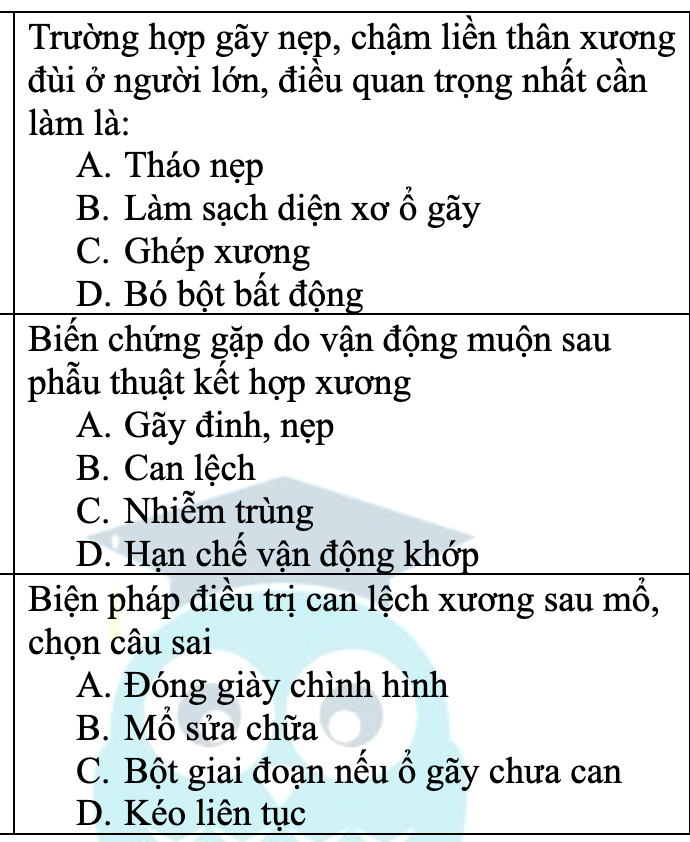 Trường hợp gãy nẹp, chậm liền thân xương
đùi ở người lớn, điều quan trọng nhất cần
làm là:
A. Tháo nẹp
B. Làm sạch diện xơ ổ gãy
C. Ghép xương
D. Bó bột bất động
Biến chứng gặp do vận động muộn sau
phẫu thuật kết hợp xương
A. Gãy đinh, nẹp
B. Can lệch
C. Nhiễm trùng
D. Hạn chế vận động khớp
Biện pháp điều trị can lệch xương sau mổ,
chọn câu sai
A. Đóng giày chình hình
B. Mổ sửa chữa
C. Bột giai đoạn nếu ổ gãy chưa can
D. Kéo liên tục